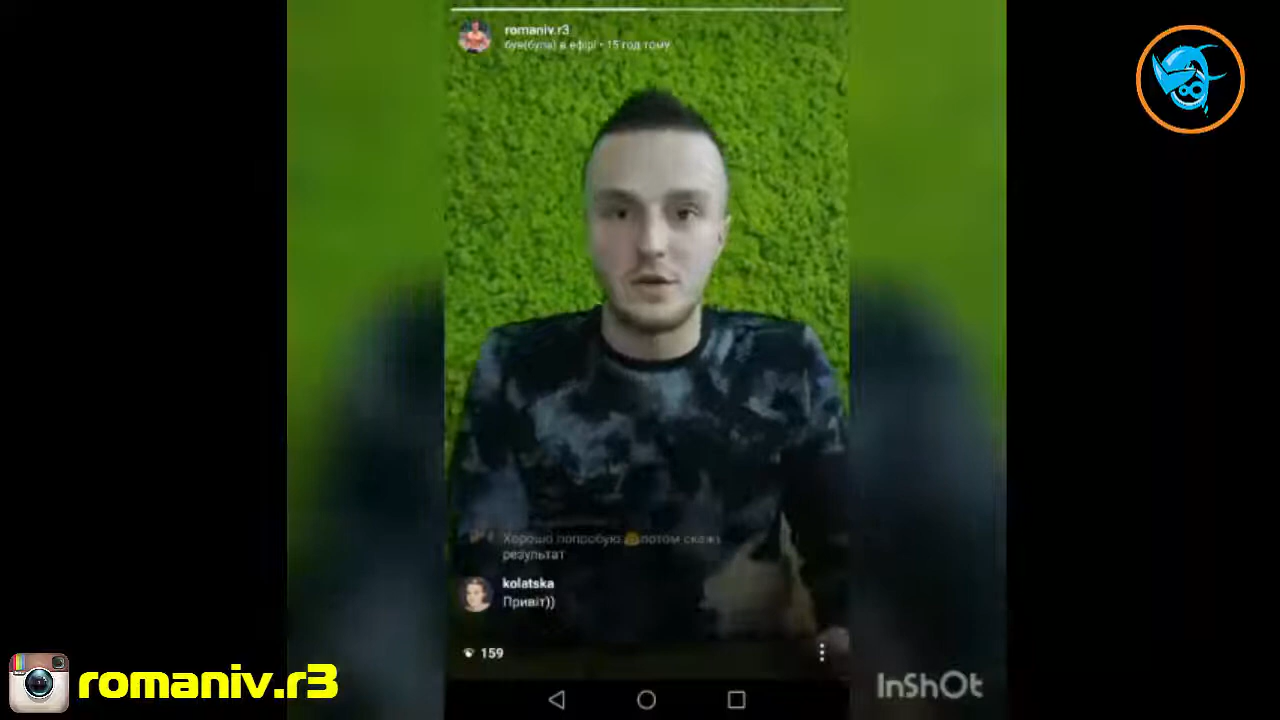 romaniv.r3
був(була) в ефірі • 15 год тому
Хорошо попробую потом скажу
результат
kolatska
Привіт))
159
romaniv.r3
InShOt